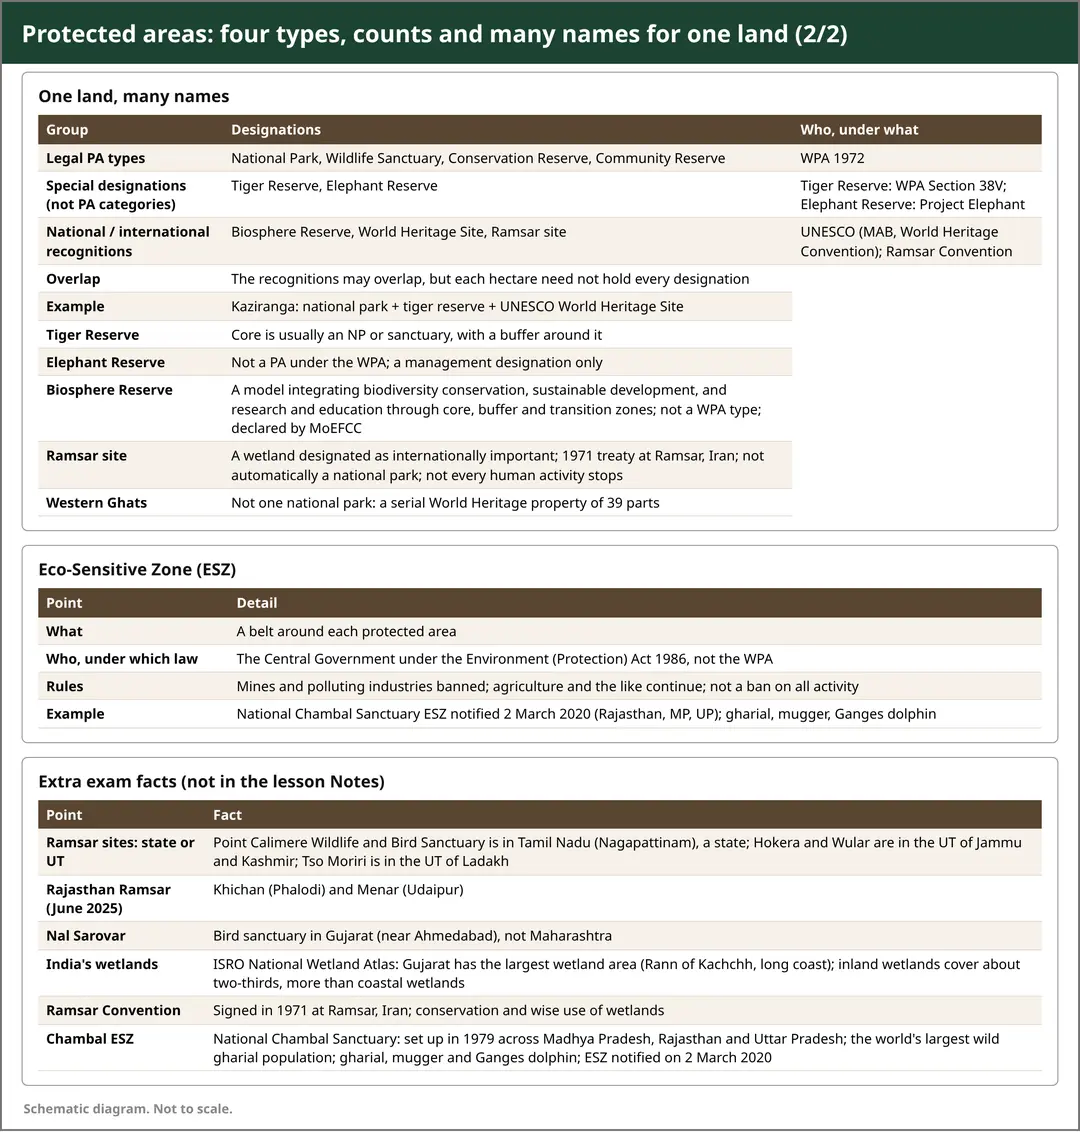 Protected areas: four types, counts and many names for one land (2/2)
One land, many names
Group Designations Who, under what
Legal PA types National Park, Wildlife Sanctuary, Conservation Reserve, Community Reserve WPA 1972
Special designations Tiger Reserve, Elephant Reserve Tiger Reserve: WPA Section 38V;
(not PA categories) Elephant Reserve: Project Elephant
National / international Biosphere Reserve, World Heritage Site, Ramsar site UNESCO (MAB, World Heritage
recognitions Convention); Ramsar Convention
Overlap The recognitions may overlap, but each hectare need not hold every designation
Example Kaziranga: national park + tiger reserve + UNESCO World Heritage Site
Tiger Reserve Core is usually an NP or sanctuary, with a buffer around it
Elephant Reserve Not a PA under the WPA; a management designation only
Biosphere Reserve A model integrating biodiversity conservation, sustainable development, and
research and education through core, buffer and transition zones; not a WPA type;
declared by MoEFCC
Ramsar site A wetland designated as internationally important; 1971 treaty at Ramsar, Iran; not
automatically a national park; not every human activity stops
Western Ghats Not one national park: a serial World Heritage property of 39 parts
Eco-Sensitive Zone (ESZ)
Point Detail
What A belt around each protected area
Who, under which law The Central Government under the Environment (Protection) Act 1986, not the WPA
Rules Mines and polluting industries banned; agriculture and the like continue; not a ban on all activity
Example National Chambal Sanctuary ESZ notified 2 March 2020 (Rajasthan, MP, UP); gharial, mugger, Ganges dolphin
Extra exam facts (not in the lesson Notes)
Point Fact
Ramsar sites: state or Point Calimere Wildlife and Bird Sanctuary is in Tamil Nadu (Nagapattinam), a state; Hokera and Wular are in the UT of Jammu
UT and Kashmir; Tso Moriri is in the UT of Ladakh
Rajasthan Ramsar Khichan (Phalodi) and Menar (Udaipur)
(June 2025)
Nal Sarovar Bird sanctuary in Gujarat (near Ahmedabad), not Maharashtra
India's wetlands ISRO National Wetland Atlas: Gujarat has the largest wetland area (Rann of Kachchh, long coast); inland wetlands cover about
two-thirds, more than coastal wetlands
Ramsar Convention Signed in 1971 at Ramsar, Iran; conservation and wise use of wetlands
Chambal ESZ National Chambal Sanctuary: set up in 1979 across Madhya Pradesh, Rajasthan and Uttar Pradesh; the world's largest wild
gharial population; gharial, mugger and Ganges dolphin; ESZ notified on 2 March 2020
Schematic diagram. Not to scale.